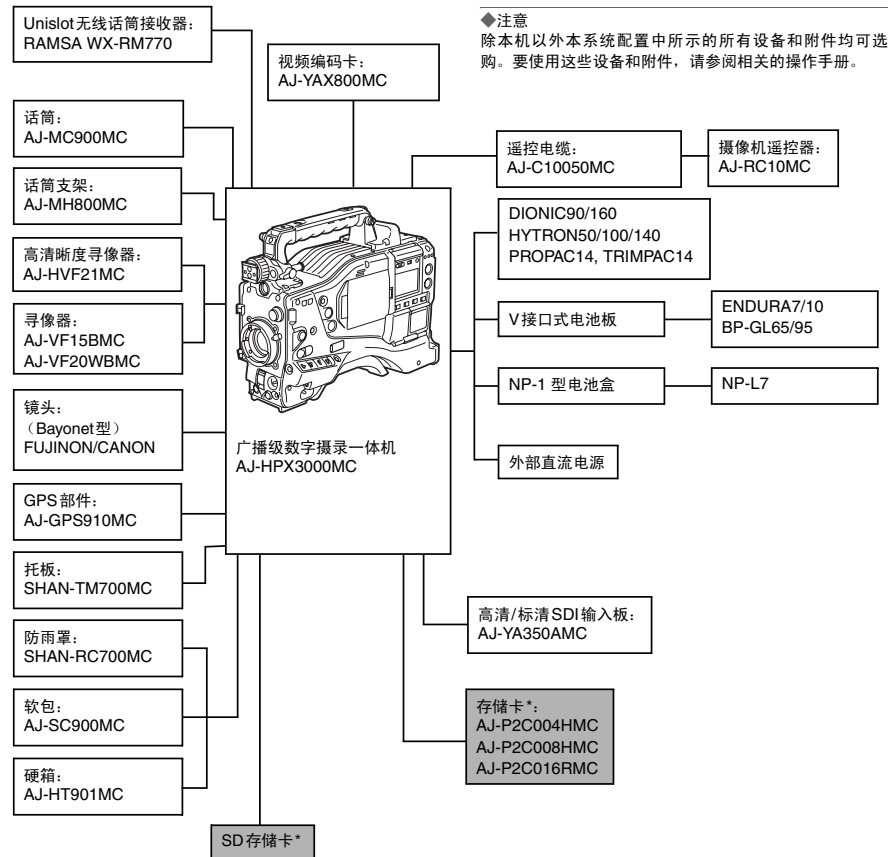 Unislot无线话筒接收器：
RAMSA WX-RM770
视频编码卡：
AJ-YAX800MC
◆注意
除本机以外本系统配置中所示的所有设备和附件均可选
购。要使用这些设备和附件，请参阅相关的操作手册。
话筒：
AJ-MC900MC
遥控电缆：
AJ-C10050MC
摄像机遥控器：
AJ-RC10MC
话筒支架：
AJ-MH800MC
DIONIC90/160
HYTRON50/100/140
PROPAC14, TRIMPAC14
高清晰度寻像器：
AJ-HVF21MC
V接口式电池板
ENDURA7/10
BP-GL65/95
寻像器：
AJ-VF15BMC
AJ-VF20WBMC
NP-1 型电池盒
NP-L7
镜头：
（Bayonet型）
FUJINON/CANON
广播级数字摄录一体机
AJ-HPX3000MC
外部直流电源
GPS部件：
AJ-GPS910MC
托板：
SHAN-TM700MC
高清/标清SDI输入板：
AJ-YA350AMC
防雨罩：
SHAN-RC700MC
软包：
AJ-SC900MC
存储卡*：
AJ-P2C004HMC
AJ-P2C008HMC
AJ-P2C016RMC
硬箱：
AJ-HT901MC
SD存储卡*